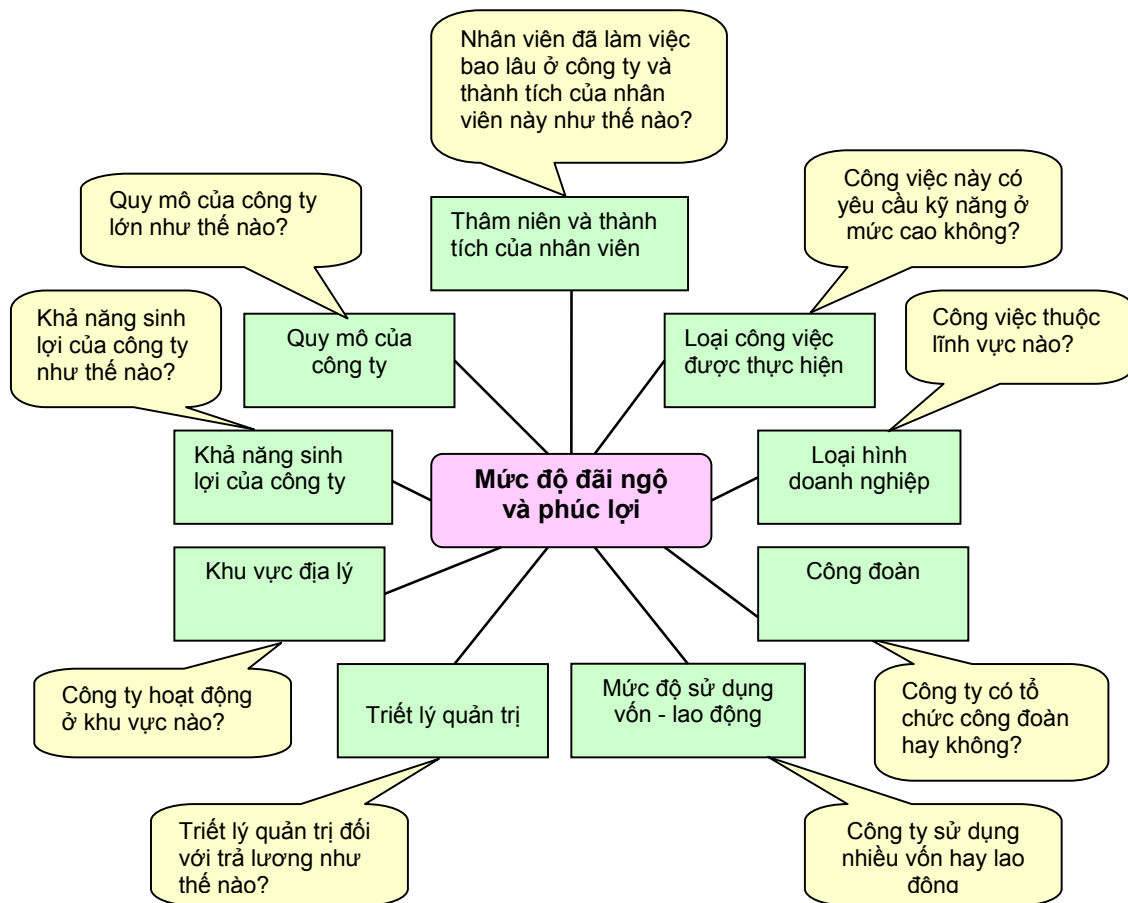 Nhân viên đã làm việc
bao lâu ở công ty và
thành tích của nhân
viên này như thế nào?
Quy mô của công ty
lớn như thế nào?
Công việc này có
yêu cầu kỹ năng ở
mức cao không?
Thâm niên và thành
tích của nhân viên
Khả năng sinh
lợi của công ty
như thế nào?
Quy mô của
công ty
Loại công việc
được thực hiện
Công việc thuộc
lĩnh vực nào?
Khả năng sinh
lợi của công ty
Mức độ đãi ngộ
và phúc lợi
Loại hình
doanh nghiệp
Khu vực địa lý
Công đoàn
Công ty hoạt động
ở khu vực nào?
Triết lý quản trị
Mức độ sử dụng
vốn - lao động
Công ty có tổ
chức công đoàn
hay không?
Triết lý quản trị đối
với trả lương như
thế nào?
Công ty sử dụng
nhiều vốn hay lao
động